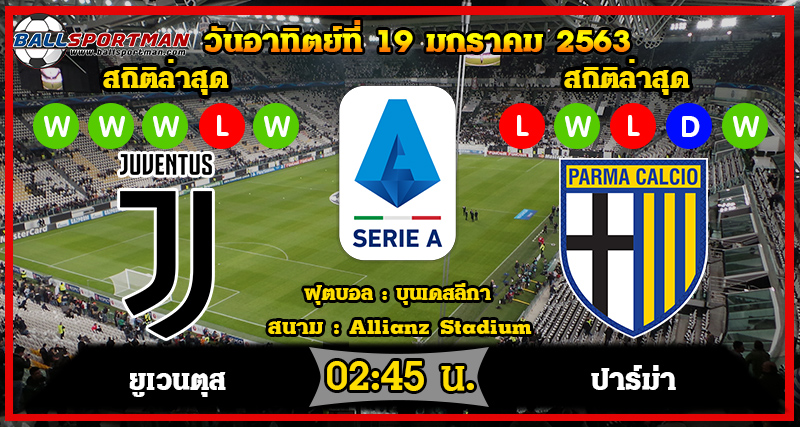 BALLSPORTMAN
www.ballsportman.com
วันอาทิตย์ที่ 19 มกราคม 2563
สถิติล่าสุด
สถิติล่าสุด
W W W L W
L W L D W
JUVENTUS
SERIE A
PARMA CALCIO
ฟุตบอล : บุนเดสลีกา
สนาม : Allianz Stadium
ยูเวนตุส
02:45 น.
ปาร์ม่า